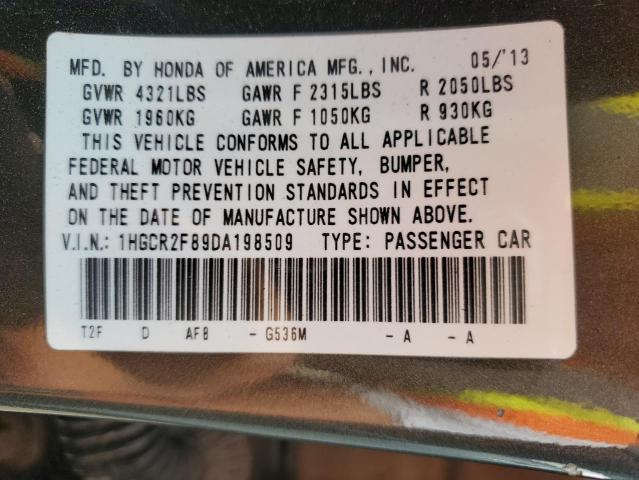 MFD. BY HONDA OF AMERICA MFG., INC. 05/'13
GVWR 4321LBS GAWR F 2315LBS R 2050LBS
GVWR 1960KG GAWR F 1050KG R 930KG
THIS VEHICLE CONFORMS TO ALL APPLICABLE
FEDERAL MOTOR VEHICLE SAFETY, BUMPER,
AND THEFT PREVENTION STANDARDS IN EFFECT
ON THE DATE OF MANUFACTURE SHOWN ABOVE.
V.I.N.: 1HGCR2F89DA198509 TYPE: PASSENGER CAR
T2F D AF8 - G536M - A - A